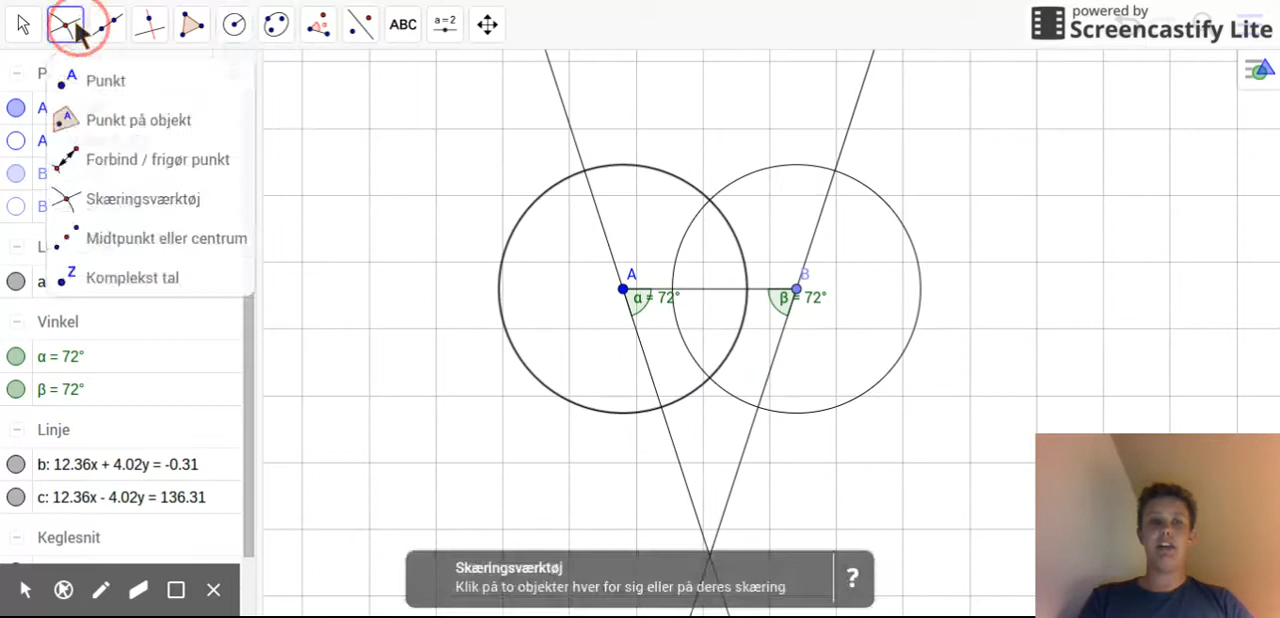 ABC
a=2
powered by
Screencastify Lite
P
A Punkt
A
A Punkt på objekt
A
B Forbind / frigør punkt
B Skæringsværktøj
L Midtpunkt eller centrum
a Z Komplekst tal
Vinkel
α = 72°
β = 72°
Linje
b: 12.36x + 4.02y = -0.31
c: 12.36x - 4.02y = 136.31
Keglesnit
A
B
α = 72°
β = 72°
Skæringsværktøj
Klik på to objekter hver for sig eller på deres skæring
?